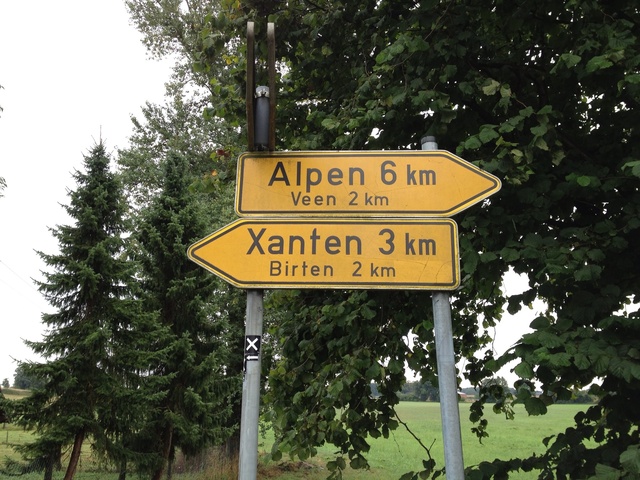 Alpen 6 km
Veen 2 km
Xanten 3 km
Birten 2 km